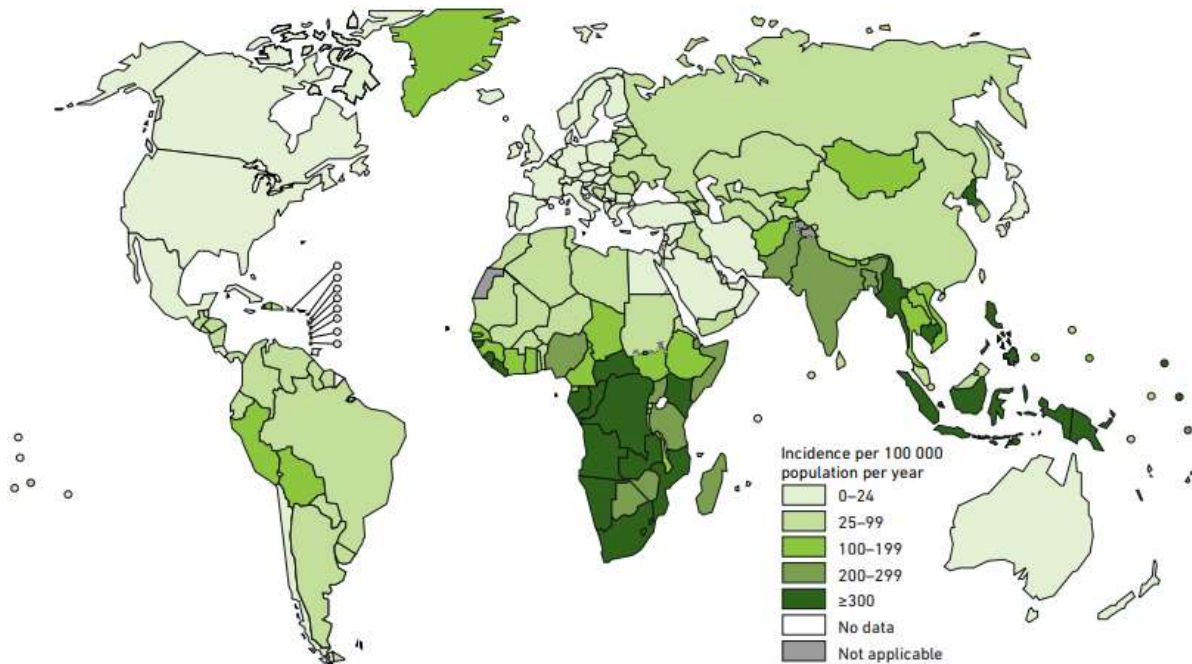 Incidence per 100 000
population per year
0–24
25–99
100–199
200–299
≥300
No data
Not applicable